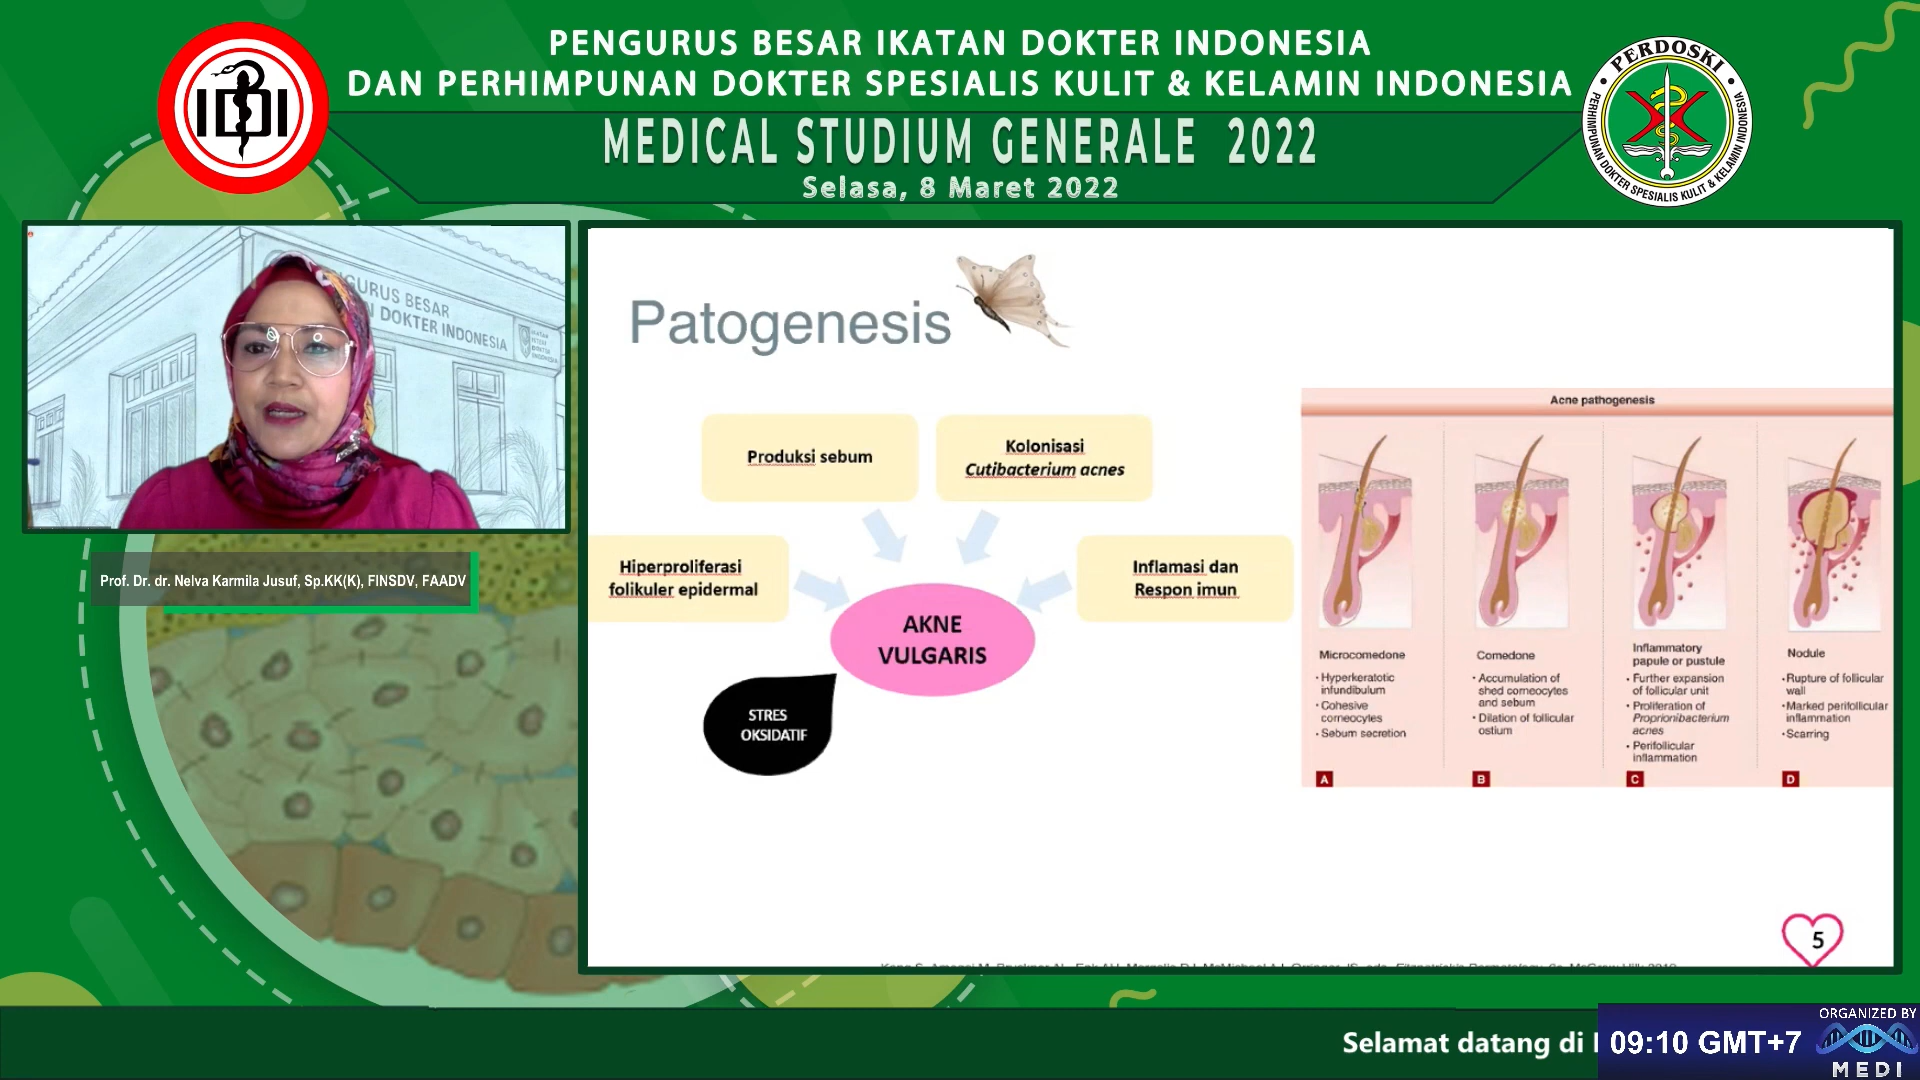 PENGURUS BESAR IKATAN DOKTER INDONESIA
DAN PERHIMPUNAN DOKTER SPESIALIS KULIT & KELAMIN INDONESIA
MEDICAL STUDIUM GENERALE 2022
Selasa, 8 Maret 2022
IDI
PERDOSKI
PERHIMPUNAN DOKTER SPESIALIS KULIT & KELAMIN INDONESIA
GURUS BESAR
DOKTER INDONESIA
Prof. Dr. dr. Nelva Karmila Jusuf, Sp.KK(K), FINSDV, FAADV
Patogenesis
Produksi sebum
Kolonisasi
Cutibacterium acnes
Hiperproliferasi
folikuler epidermal
Inflamasi dan
Respon imun
AKNE
VULGARIS
STRES
OKSIDATIF
Acne pathogenesis
Microcomedone
• Hyperkeratotic
infundibulum
• Cohesive
corneocytes
• Sebum secretion
A
Comedone
• Accumulation of
shed corneocytes
and sebum
• Dilation of follicular
ostium
B
Inflammatory
papule or pustule
• Further expansion
of follicular unit
• Proliferation of
Proprionibacterium
acnes
• Perifollicular
inflammation
C
Nodule
• Rupture of follicular
wall
• Marked perifollicular
inflammation
• Scarring
D
5
Selamat datang di
09:10 GMT+7
ORGANIZED BY
MEDI